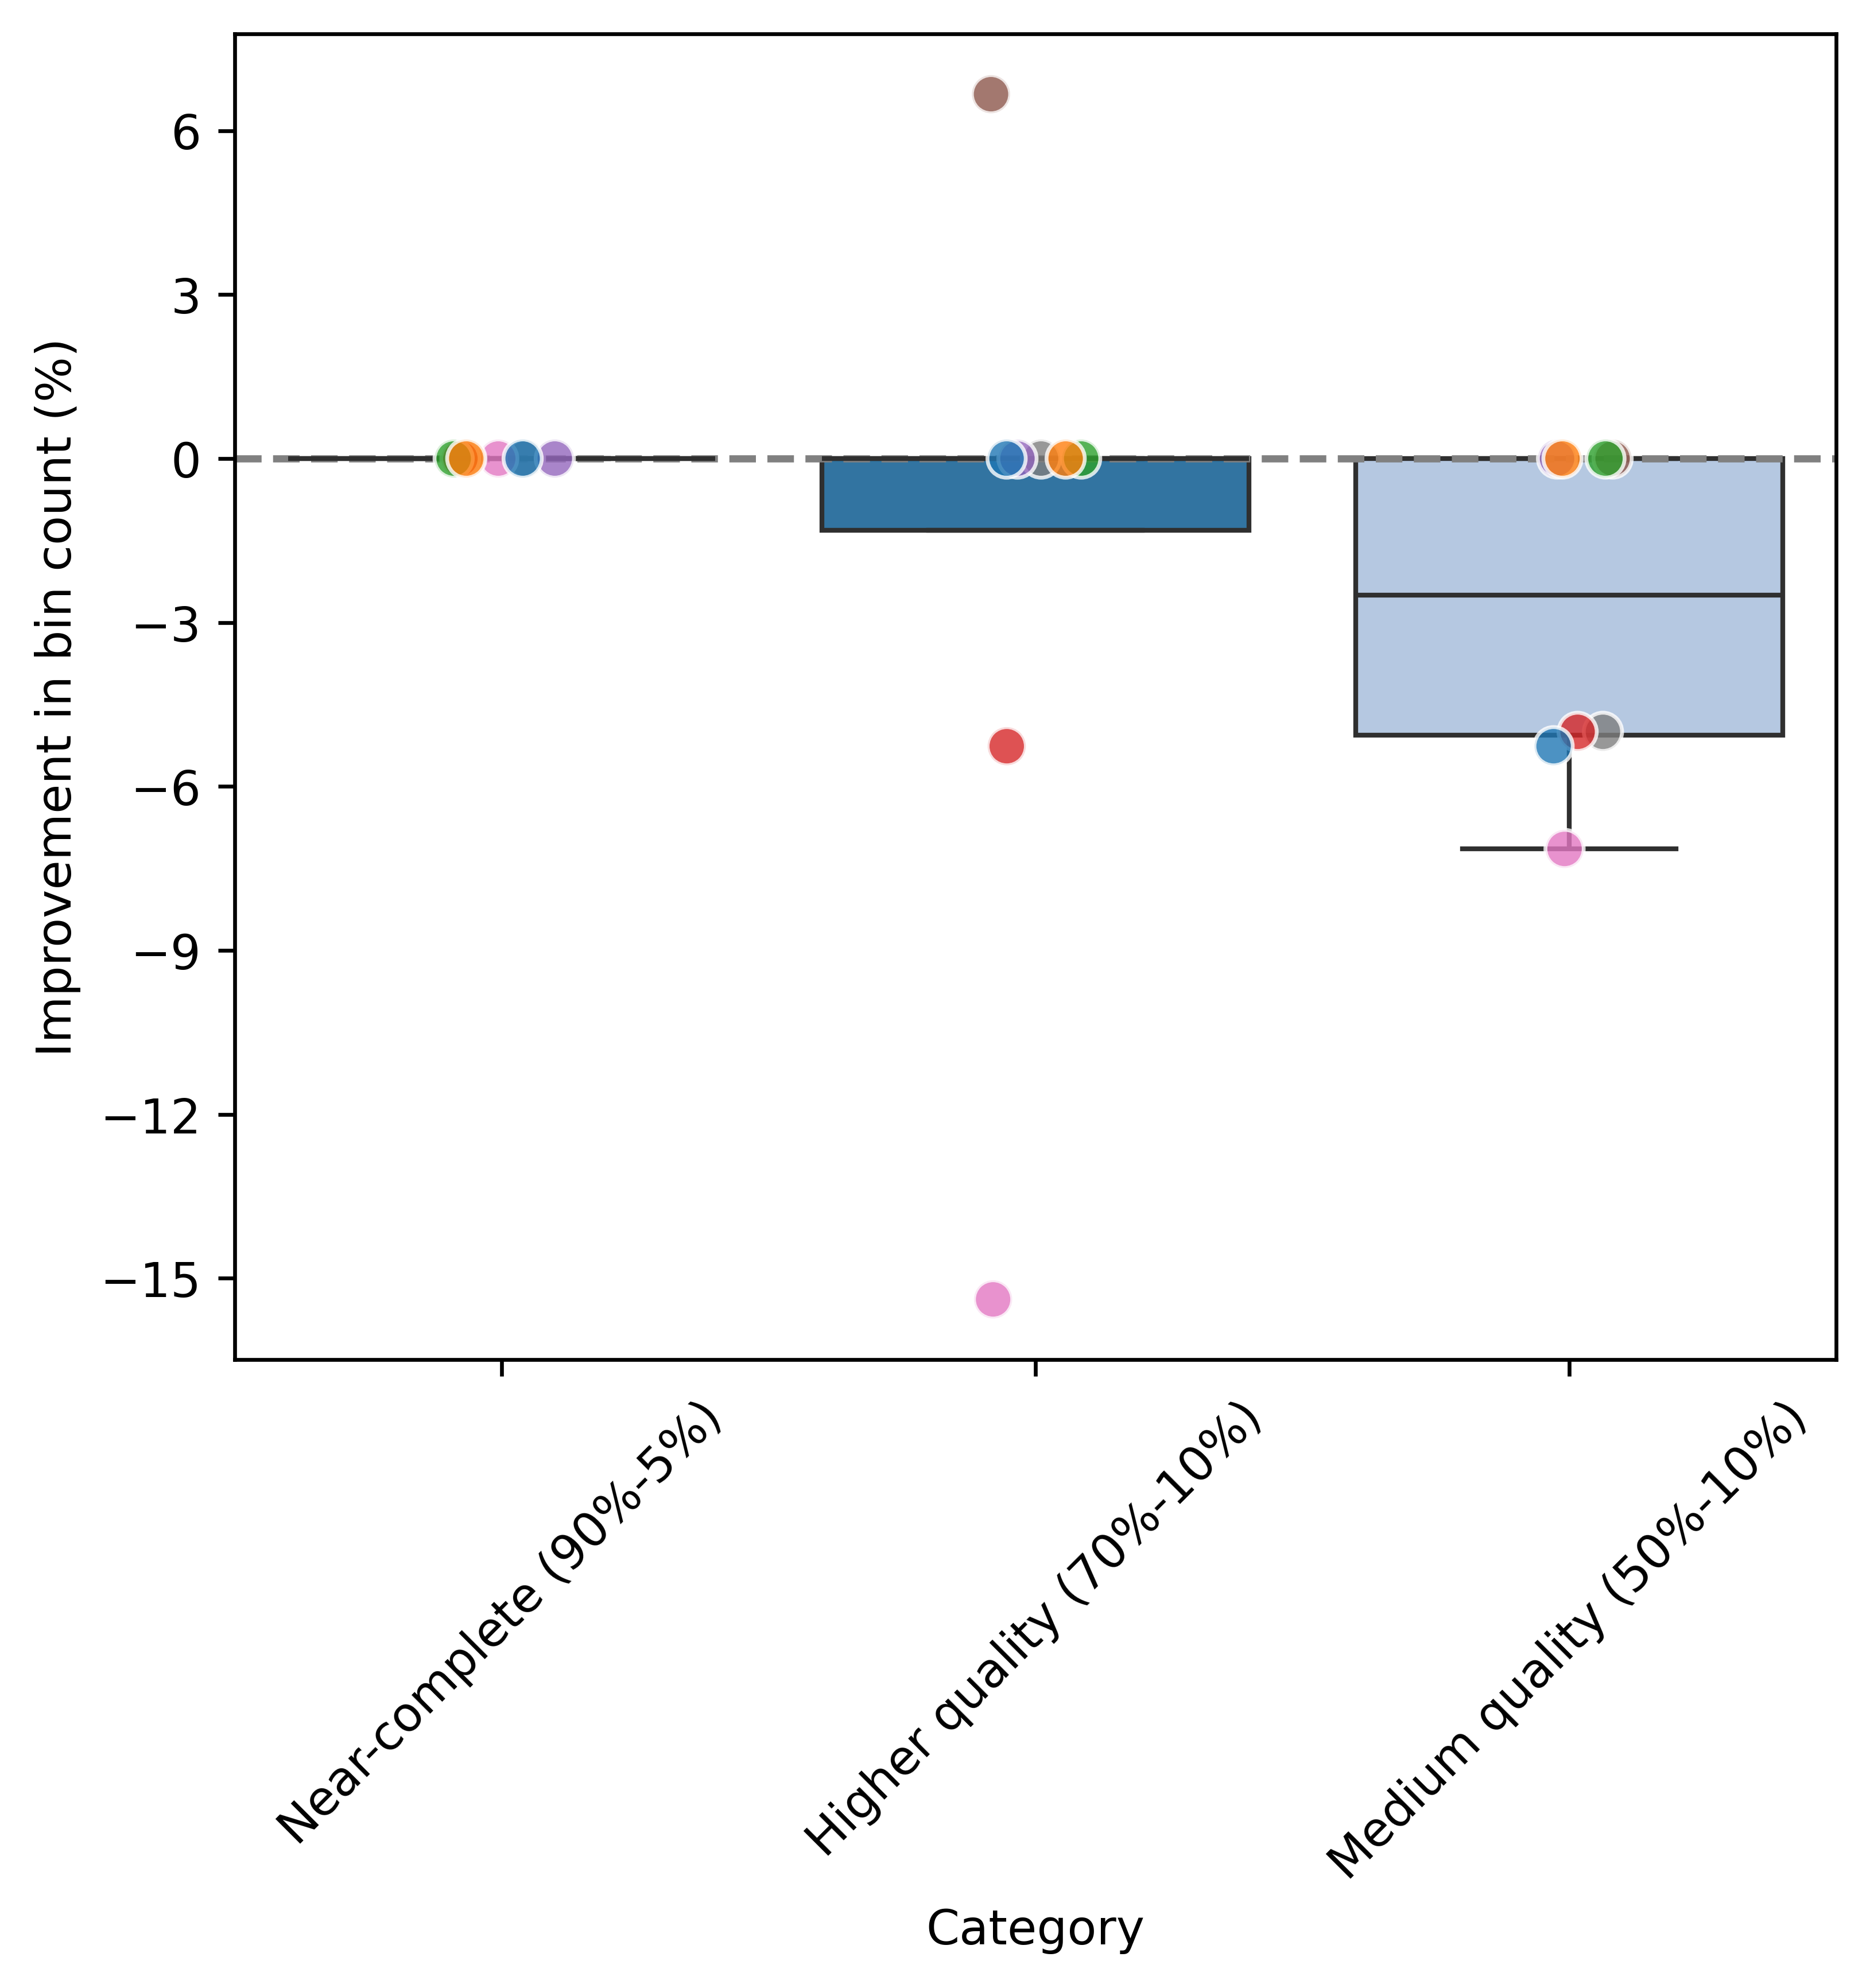 Improvement in bin count (%)
6
3
0
−3
−6
−9
−12
−15
Near-complete (90%-5%)
Higher quality (70%-10%)
Medium quality (50%-10%)
Category